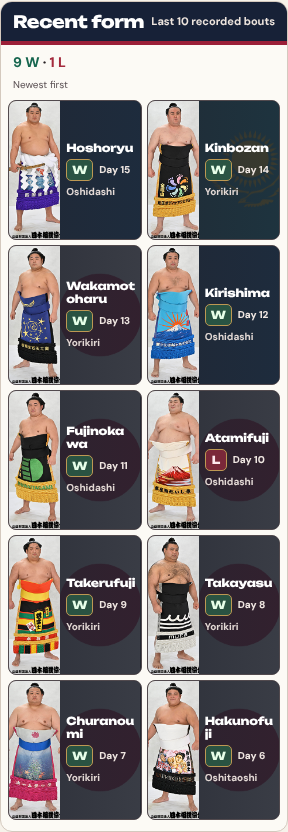 Recent form Last 10 recorded bouts
9 W · 1 L
Newest first
Hoshoryu
W Day 15
Oshidashi
Kinbozan
W Day 14
Yorikiri
Wakamot
oharu
W Day 13
Yorikiri
Kirishima
W Day 12
Oshidashi
Fujinoka
wa
W Day 11
Oshidashi
Atamifuji
L Day 10
Oshidashi
Takerufuji
W Day 9
Yorikiri
Takayasu
W Day 8
Yorikiri
Churanou
mi
W Day 7
Yorikiri
Hakunofu
ji
W Day 6
Oshitaoshi